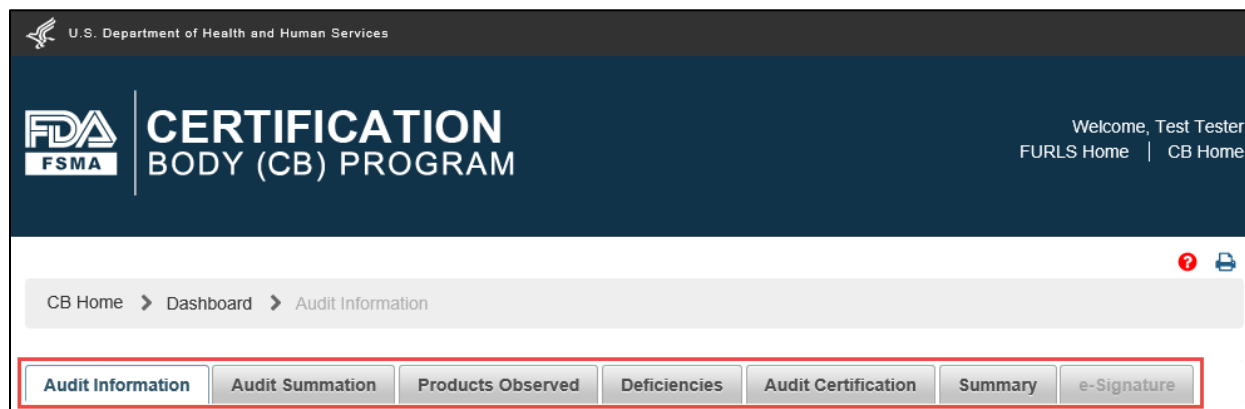 U.S. Department of Health and Human Services
FDA
FSMA
CERTIFICATION
BODY (CB) PROGRAM
Welcome, Test Tester
FURLS Home | CB Home
?
CB Home > Dashboard > Audit Information
Audit Information Audit Summation Products Observed Deficiencies Audit Certification Summary e-Signature